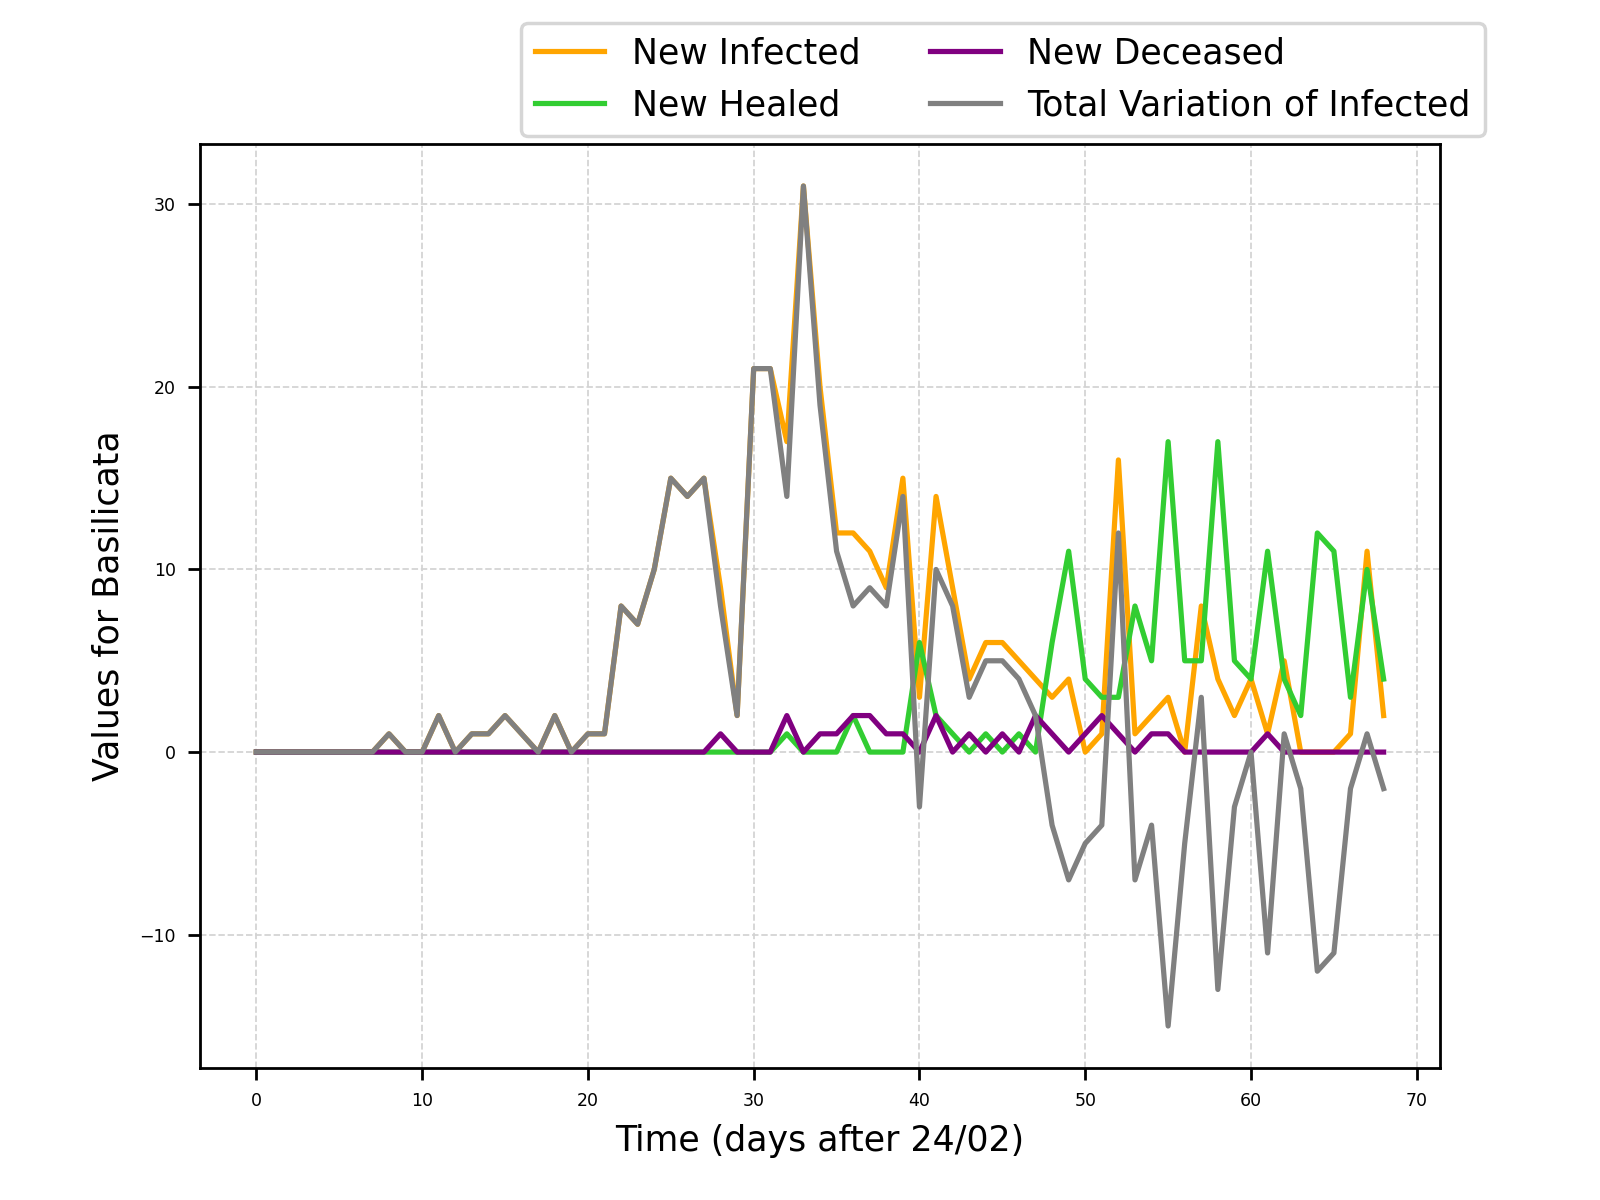 New Infected
New Healed
New Deceased
Total Variation of Infected
Values for Basilicata
30
20
10
0
−10
0 10 20 30 40 50 60 70
Time (days after 24/02)